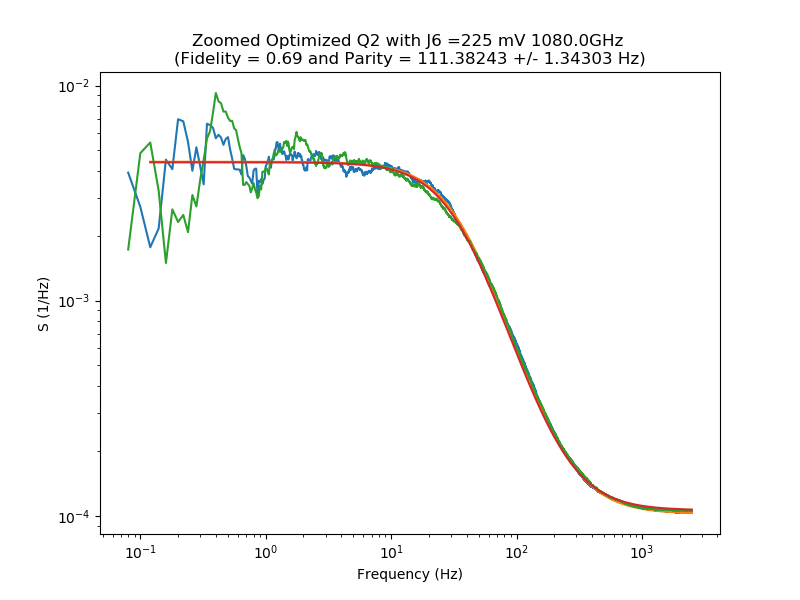 Zoomed Optimized Q2 with J6 =225 mV 1080.0GHz
(Fidelity = 0.69 and Parity = 111.38243 +/- 1.34303 Hz)
S (1/Hz)
10⁻²
10⁻³
10⁻⁴
10⁻¹ 10⁰ 10¹ 10² 10³
Frequency (Hz)